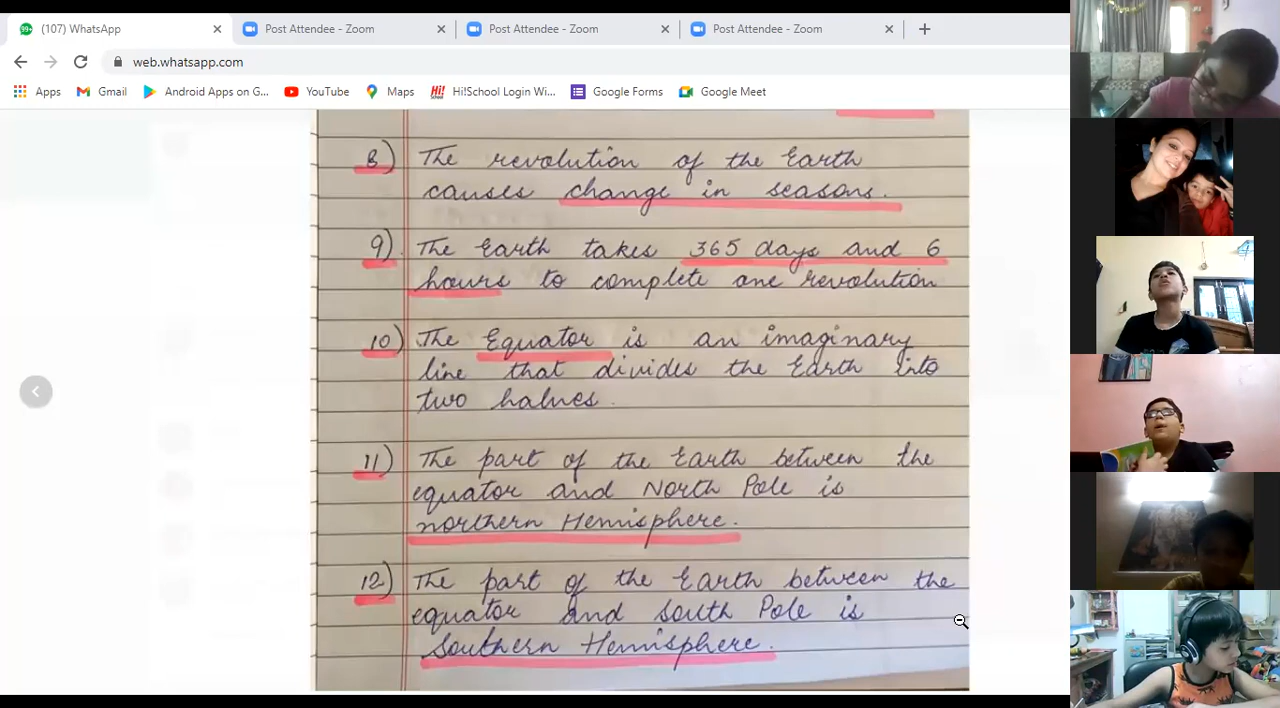 (107) WhatsApp
Post Attendee - Zoom
Post Attendee - Zoom
Post Attendee - Zoom
web.whatsapp.com
Apps
Gmail
Android Apps on G...
YouTube
Maps
Hi!School Login Wi...
Google Forms
Google Meet
8) The revolution of the Earth
causes change in seasons.
9) The Earth takes 365 days and 6
hours to complete one revolution
10) The Equator is an imaginary
line that divides the Earth into
two halves.
11) The part of the Earth between the
equator and North Pole is
northern Hemisphere.
12) The part of the Earth between the
equator and South Pole is
southern Hemisphere.